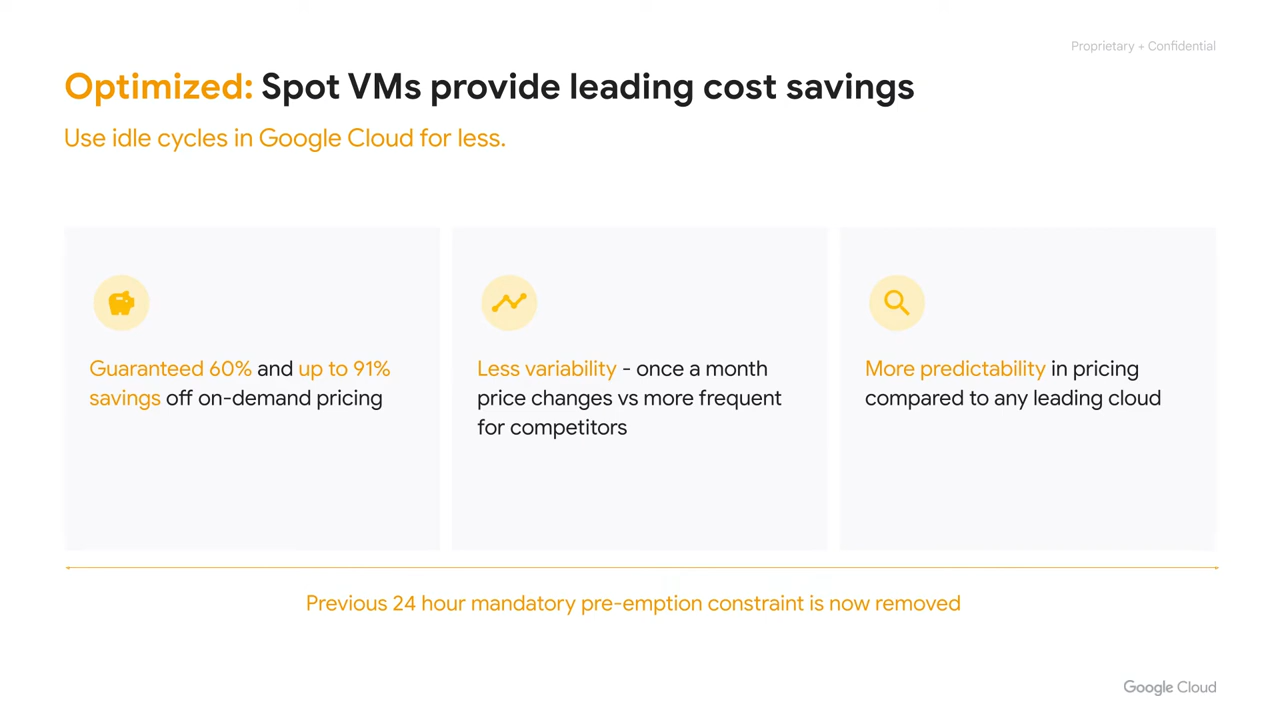 Proprietary + Confidential
Optimized: Spot VMs provide leading cost savings
Use idle cycles in Google Cloud for less.
Guaranteed 60% and up to 91%
savings off on-demand pricing
Less variability - once a month
price changes vs more frequent
for competitors
More predictability in pricing
compared to any leading cloud
Previous 24 hour mandatory pre-emption constraint is now removed
Google Cloud